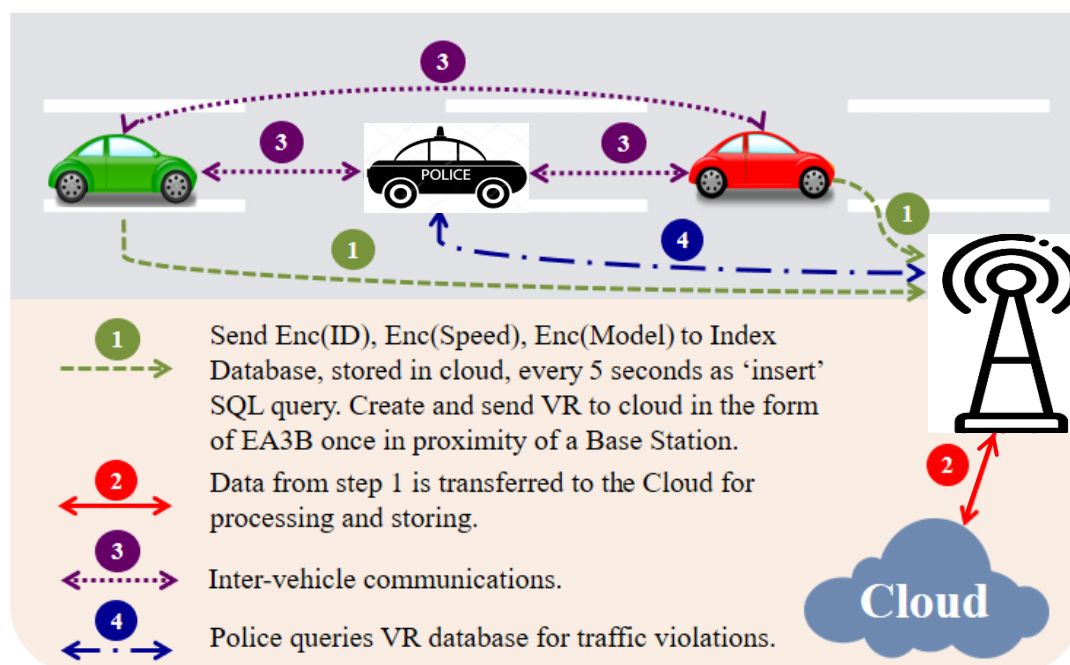 3
3
3
POLICE
1
4
1
1
Send Enc(ID), Enc(Speed), Enc(Model) to Index
Database, stored in cloud, every 5 seconds as ‘insert’
SQL query. Create and send VR to cloud in the form
of EA3B once in proximity of a Base Station.
2
2
Data from step 1 is transferred to the Cloud for
processing and storing.
3
Inter-vehicle communications.
Cloud
4
Police queries VR database for traffic violations.